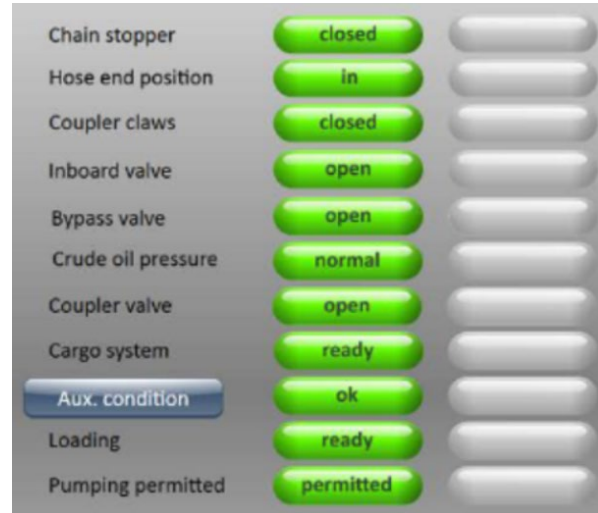 Chain stopper closed
Hose end position in
Coupler claws closed
Inboard valve open
Bypass valve open
Crude oil pressure normal
Coupler valve open
Cargo system ready
Aux. condition ok
Loading ready
Pumping permitted permitted